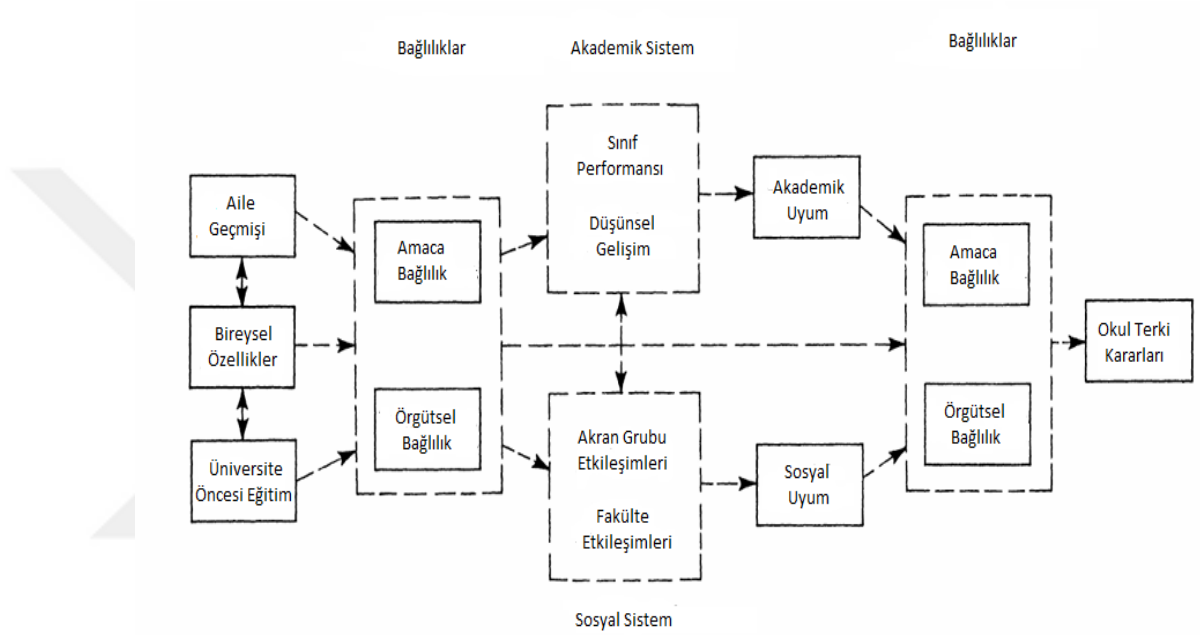 Bağlılıklar
Akademik Sistem
Bağlılıklar
Aile
Geçmişi
Bireysel
Özellikler
Üniversite
Öncesi Eğitim
Amaca
Bağlılık
Örgütsel
Bağlılık
Sınıf
Performansı
Düşünsel
Gelişim
Akran Grubu
Etkileşimleri
Fakülte
Etkileşimleri
Akademik
Uyum
Sosyal
Uyum
Amaca
Bağlılık
Örgütsel
Bağlılık
Okul Terki
Kararları
Sosyal Sistem